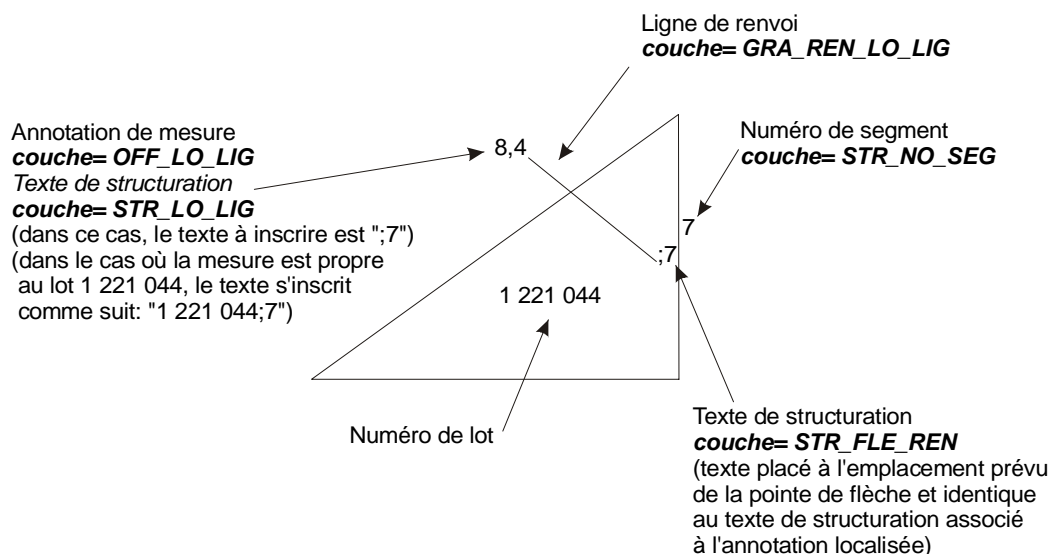 Ligne de renvoi
couche= GRA_REN_LO_LIG
Annotation de mesure
couche= OFF_LO_LIG
Texte de structuration
couche= STR_LO_LIG
(dans ce cas, le texte à inscrire est ";7")
(dans le cas où la mesure est propre
au lot 1 221 044, le texte s'inscrit
comme suit: "1 221 044;7")
8,4
Numéro de segment
couche= STR_NO_SEG
7
;7
1 221 044
Numéro de lot
Texte de structuration
couche= STR_FLE_REN
(texte placé à l'emplacement prévu
de la pointe de flèche et identique
au texte de structuration associé
à l'annotation localisée)